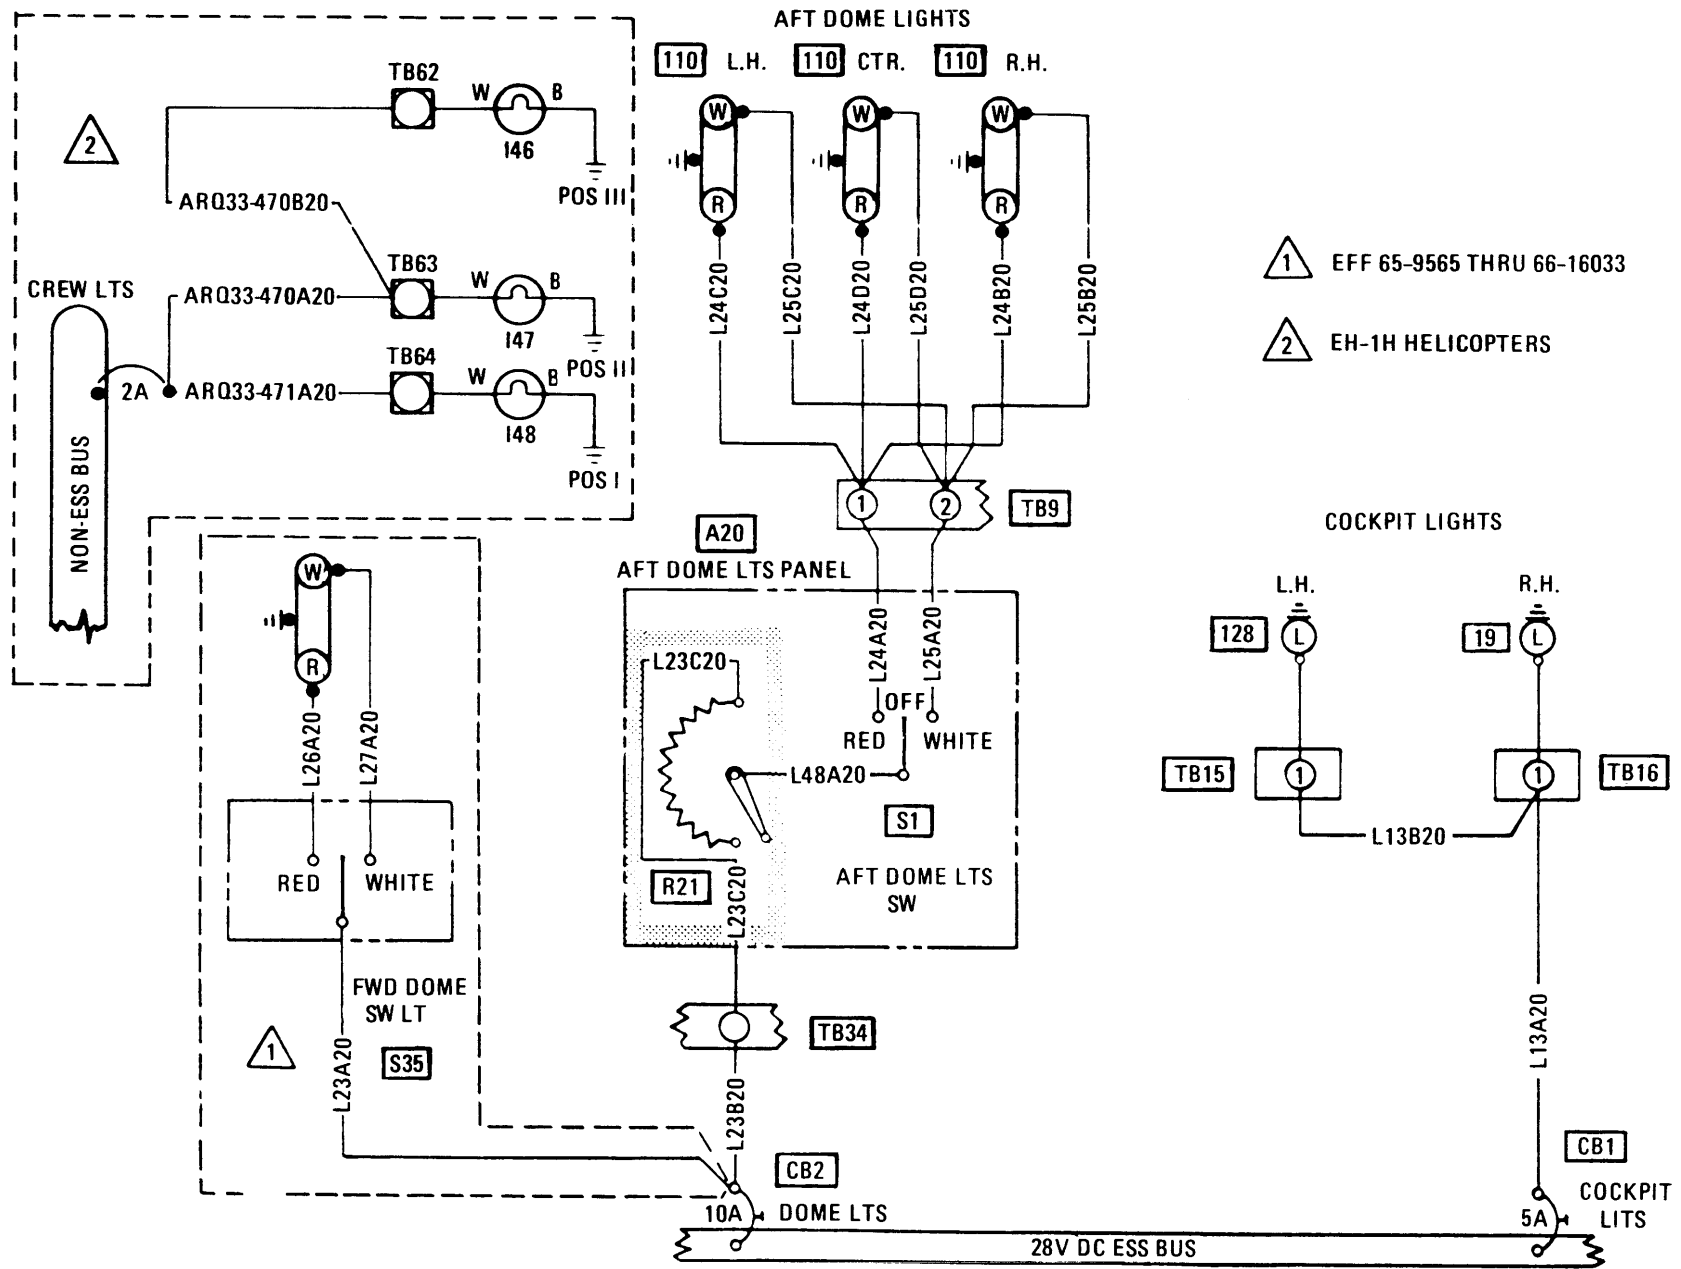 AFT DOME LIGHTS
110 L.H. 110 CTR. 110 R.H.
W W W
R R R
L24C20 L25C20 L24D20 L25D20 L24B20 L25B20
1 2
TB9
2
TB62
W B
I46
POS III
ARQ33-470B20
TB63
CREW LTS
ARQ33-470A20
W B
I47
POS II
TB64
2A
ARQ33-471A20
W B
I48
POS I
NON-ESS BUS
1 EFF 65-9565 THRU 66-16033
2 EH-1H HELICOPTERS
A20
AFT DOME LTS PANEL
L24A20 L25A20
L23C20
OFF
RED WHITE
L48A20
S1
AFT DOME LTS
SW
R21
L23C20
TB34
L23B20
W
R
L26A20 L27A20
RED WHITE
FWD DOME
SW LT
S35
1
L23A20
CB2
10A DOME LTS
28V DC ESS BUS
COCKPIT LIGHTS
L.H. R.H.
128 L 19 L
TB15 1 1 TB16
L13B20
L13A20
CB1
COCKPIT
LITS
5A